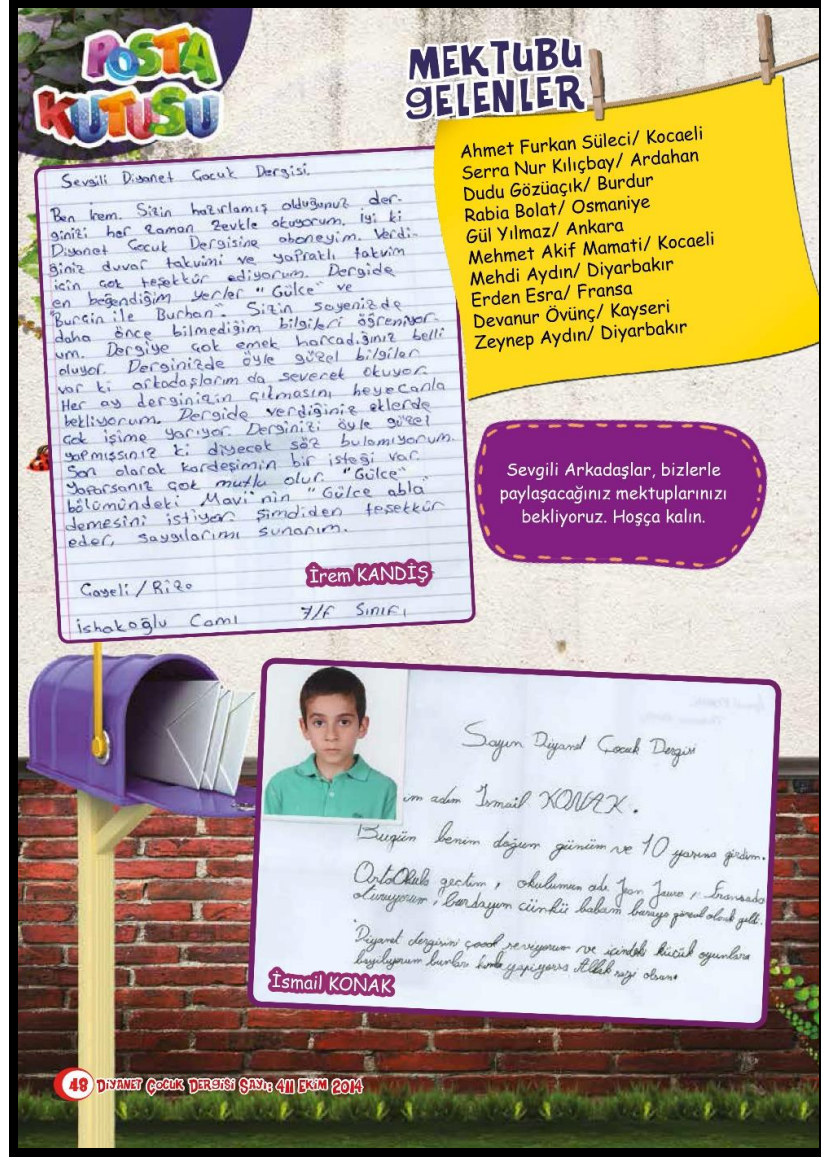 POSTA
KUTUSU
MEKTUBU
GELENLER
Ahmet Furkan Süleci/ Kocaeli
Serra Nur Kılıçbay/ Ardahan
Dudu Gözüaçık/ Burdur
Rabia Bolat/ Osmaniye
Gül Yılmaz/ Ankara
Mehmet Akif Mamati/ Kocaeli
Mehdi Aydın/ Diyarbakır
Erden Esra/ Fransa
Devanur Övünç/ Kayseri
Zeynep Aydın/ Diyarbakır
Sevgili Diyanet Çocuk Dergisi.
Ben İrem. Sizin hazırlamış olduğunuz der-
ginizi her zaman zevkle okuyorum. İyi ki
Diyanet Çocuk Dergisine aboneyim. Verdi-
ğiniz duvar takvimi ve yapraklı takvim
için çok teşekkür ediyorum. Dergide
en beğendiğim yerler "Gülce" ve
"Burçin ile Burhan". Sizin sayenizde
daha önce bilmediğim bilgileri öğreniyor-
um. Dergiye çok emek harcadığınız belli
oluyor. Derginizde öyle güzel bilgiler
var ki arkadaşlarım da severek okuyor.
Her ay derginizin çıkmasını heyecanla
bekliyorum. Dergide verdiğiniz eklerde
çok işime yarıyor. Derginizi öyle güzel
yapmışsınız ki diyecek söz bulamıyorum.
Son olarak kardeşimin bir isteği var.
Yaparsanız çok mutlu olur. "Gülce"
bölümündeki Mavi'nin "Gülce abla"
demesini istiyor. Şimdiden teşekkür
eder, saygılarımı sunarım.
İrem KANDİŞ
Çayeli / Rize
İshakoğlu Cami 7/F Sınıfı
Sevgili Arkadaşlar, bizlerle
paylaşacağınız mektuplarınızı
bekliyoruz. Hoşça kalın.
Sayın Diyanet Çocuk Dergisi
im adım İsmail KONAK.
Bugün benim doğum günüm ve 10 yaşına girdim.
OrtaOkula geçtim, okulumun adı Jean Jaures, Fransada
oturuyorum, burdayım çünkü babam buraya görevli olarak geldi.
Diyanet dergisini çoook seviyorum ve içindeki küçük oyunlara
bayılıyorum bunları kimle yapıyorsa Allah razı olsun.
İsmail KONAK
48 DİYANET ÇOCUK DERGİSİ SAYI: 411 EKİM 2014